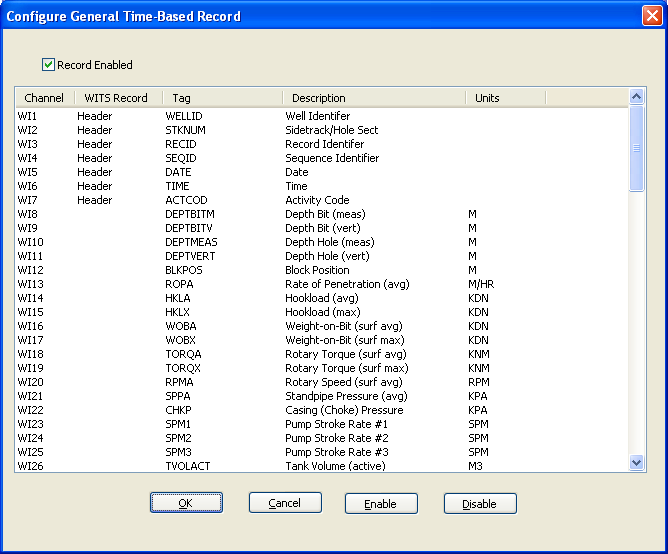 Configure General Time-Based Record
Record Enabled
Channel WITS Record Tag Description Units
WI1 Header WELLID Well Identifer
WI2 Header STKNUM Sidetrack/Hole Sect
WI3 Header RECID Record Identifer
WI4 Header SEQID Sequence Identifier
WI5 Header DATE Date
WI6 Header TIME Time
WI7 Header ACTCOD Activity Code
WI8 DEPTBITM Depth Bit (meas) M
WI9 DEPTBITV Depth Bit (vert) M
WI10 DEPTMEAS Depth Hole (meas) M
WI11 DEPTVERT Depth Hole (vert) M
WI12 BLKPOS Block Position M
WI13 ROPA Rate of Penetration (avg) M/HR
WI14 HKLA Hookload (avg) KDN
WI15 HKLX Hookload (max) KDN
WI16 WOBA Weight-on-Bit (surf avg) KDN
WI17 WOBX Weight-on-Bit (surf max) KDN
WI18 TORQA Rotary Torque (surf avg) KNM
WI19 TORQX Rotary Torque (surf max) KNM
WI20 RPMA Rotary Speed (surf avg) RPM
WI21 SPPA Standpipe Pressure (avg) KPA
WI22 CHKP Casing (Choke) Pressure KPA
WI23 SPM1 Pump Stroke Rate #1 SPM
WI24 SPM2 Pump Stroke Rate #2 SPM
WI25 SPM3 Pump Stroke Rate #3 SPM
WI26 TVOLACT Tank Volume (active) M3
OK Cancel Enable Disable